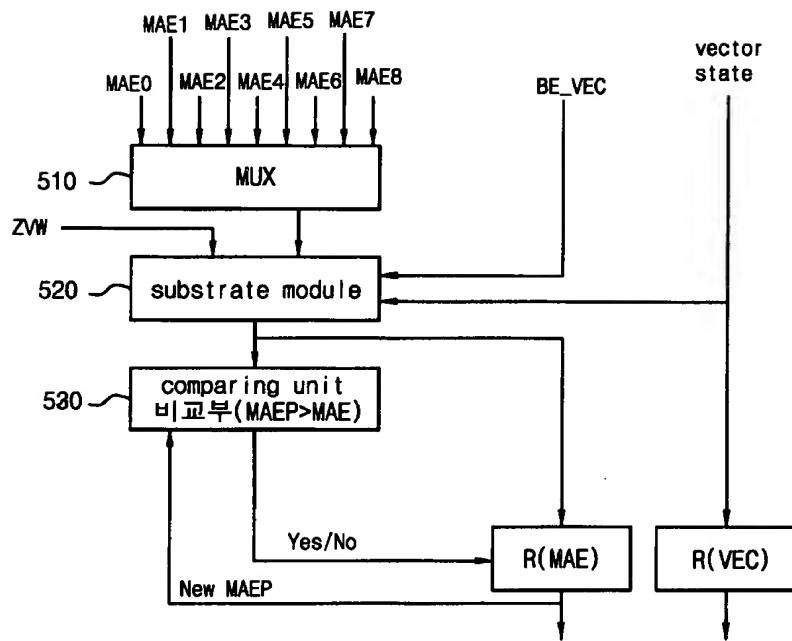 MAE1 MAE3 MAE5 MAE7
MAE0 MAE2 MAE4 MAE6 MAE8
BE_VEC
vector
state
510
MUX
ZVW
520
substrate module
530
comparing unit
비교부(MAEP>MAE)
Yes/No
R(MAE)
R(VEC)
New MAEP